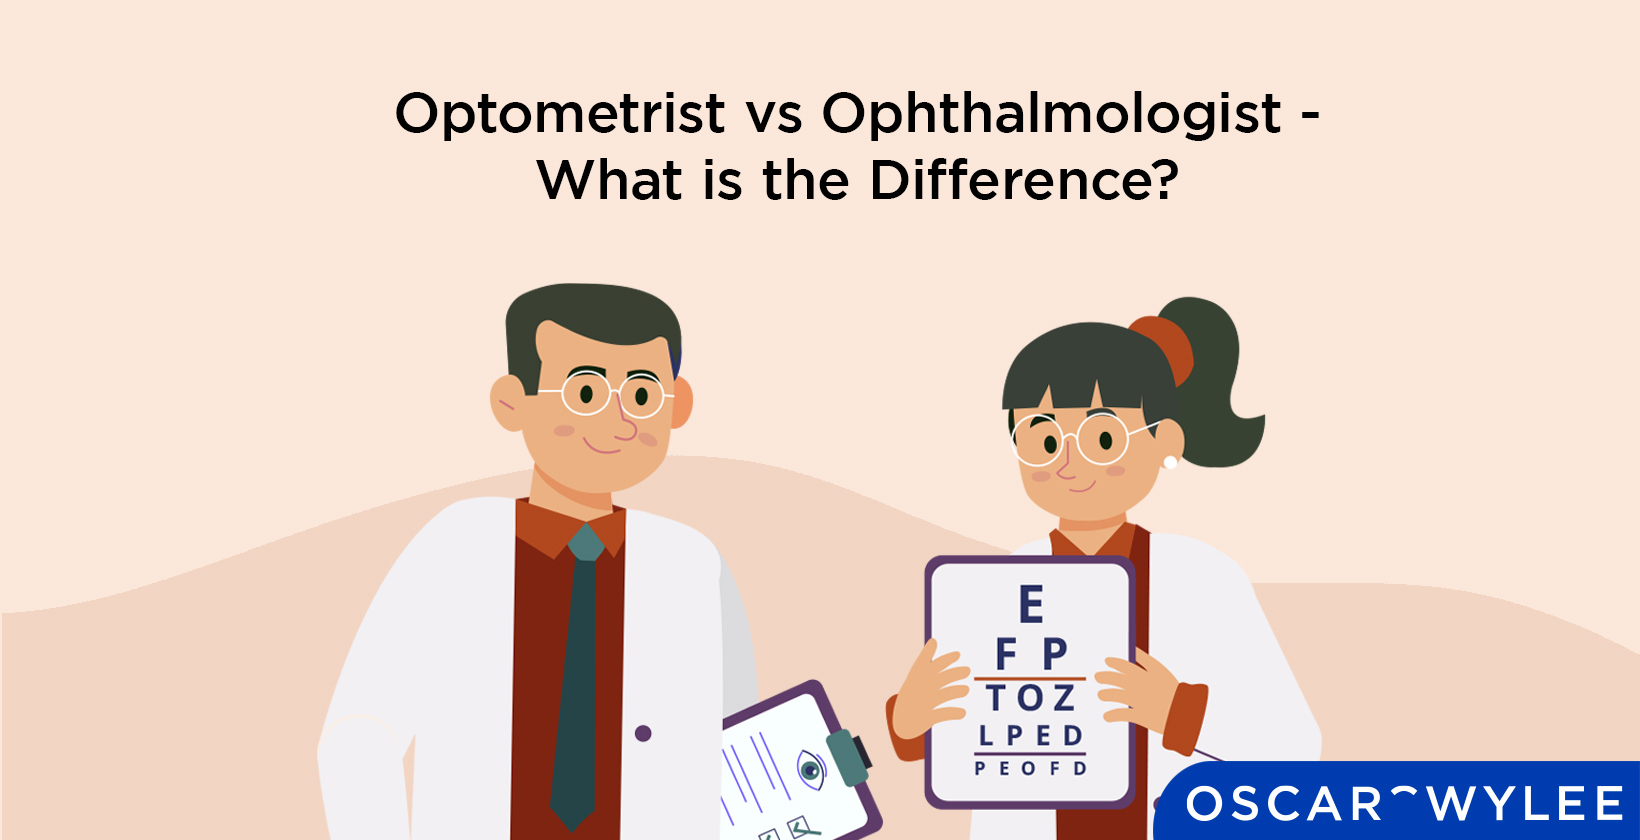 Optometrist vs Ophthalmologist -
What is the Difference?
E
F P
T O Z
L P E D
P E O F D
OSCAR WYLEE